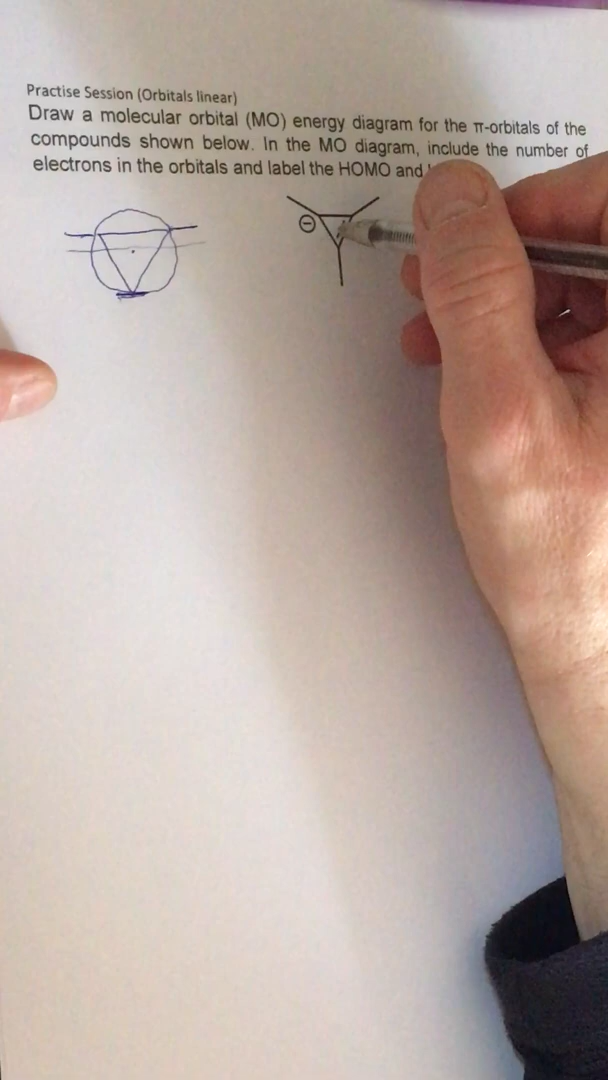 Practise Session (Orbitals linear)
Draw a molecular orbital (MO) energy diagram for the π-orbitals of the
compounds shown below. In the MO diagram, include the number of
electrons in the orbitals and label the HOMO and
⊖